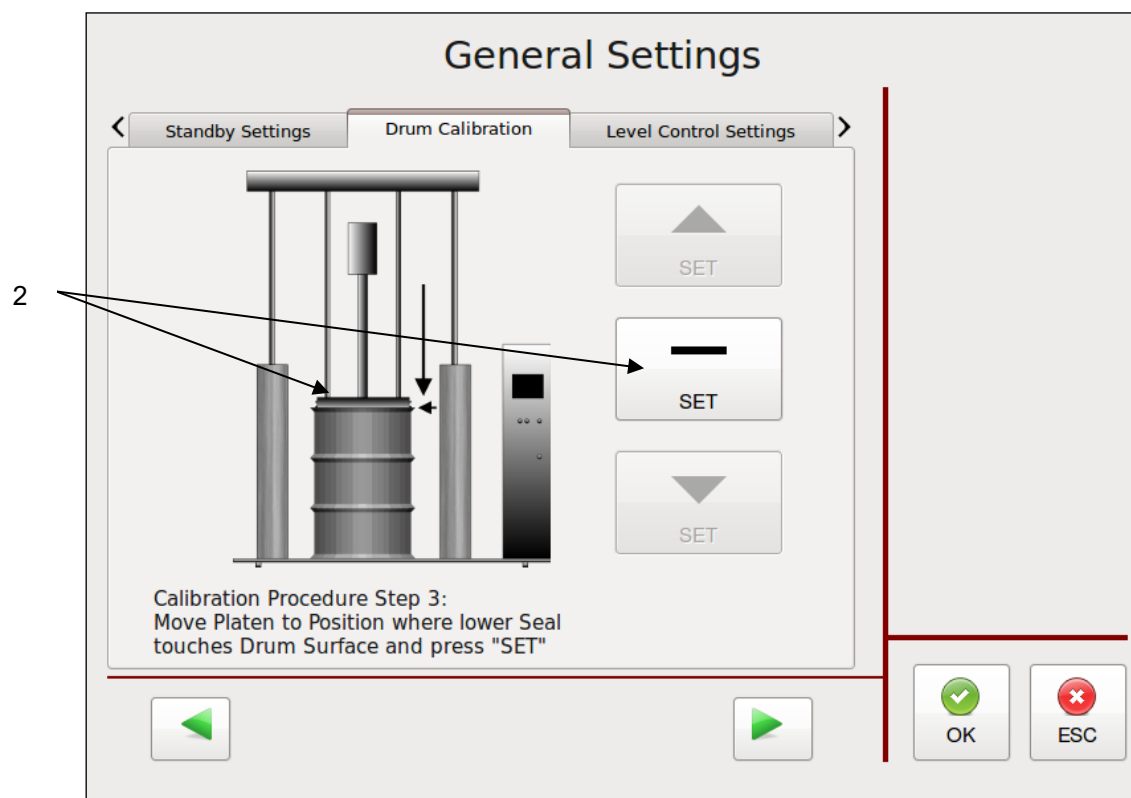 General Settings
Standby Settings
Drum Calibration
Level Control Settings
SET
2
SET
SET
Calibration Procedure Step 3:
Move Platen to Position where lower Seal
touches Drum Surface and press "SET"
OK
ESC